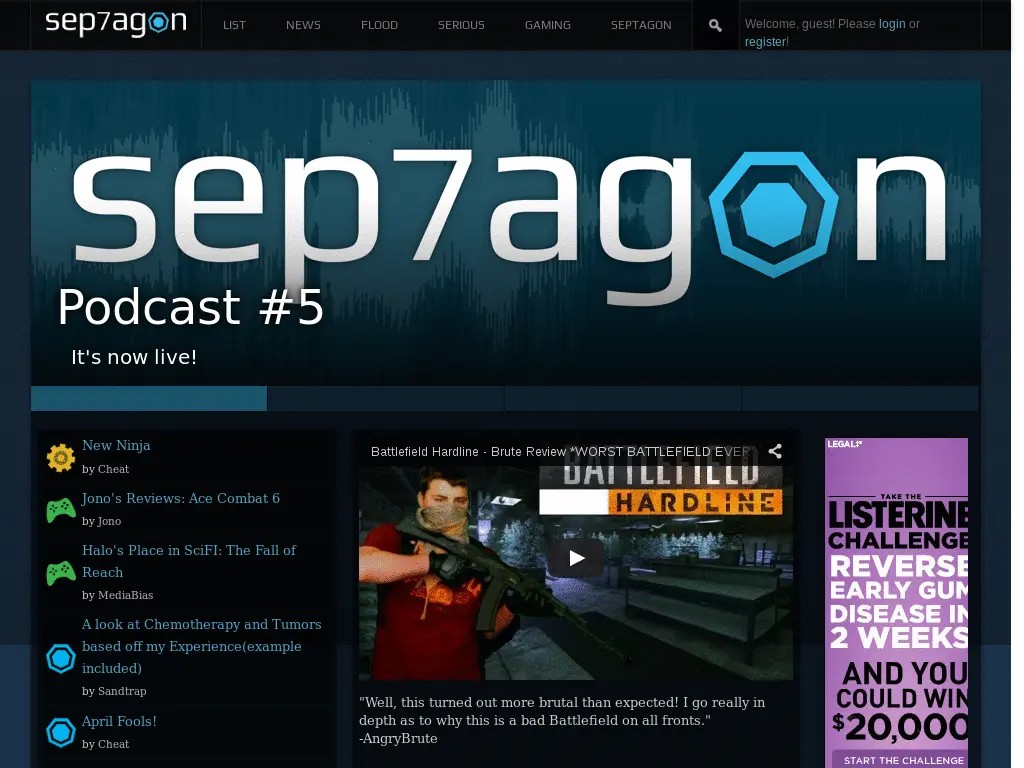 sep7agon
LIST
NEWS
FLOOD
SERIOUS
GAMING
SEPTAGON
Welcome, guest! Please login or
register!
sep7agon
Podcast #5
It's now live!
New Ninja
by Cheat
Jono's Reviews: Ace Combat 6
by Jono
Halo's Place in SciFI: The Fall of
Reach
by MediaBias
A look at Chemotherapy and Tumors
based off my Experience(example
included)
by Sandtrap
April Fools!
by Cheat
Battlefield Hardline - Brute Review *WORST BATTLEFIELD EVER
BATTLEFIELD
HARDLINE
"Well, this turned out more brutal than expected! I go really in
depth as to why this is a bad Battlefield on all fronts."
-AngryBrute
LEGAL‡*
TAKE THE
LISTERINE
CHALLENGE
REVERSE
EARLY GUM
DISEASE IN
2 WEEKS
AND YOU
COULD WIN
$20,000
START THE CHALLENGE